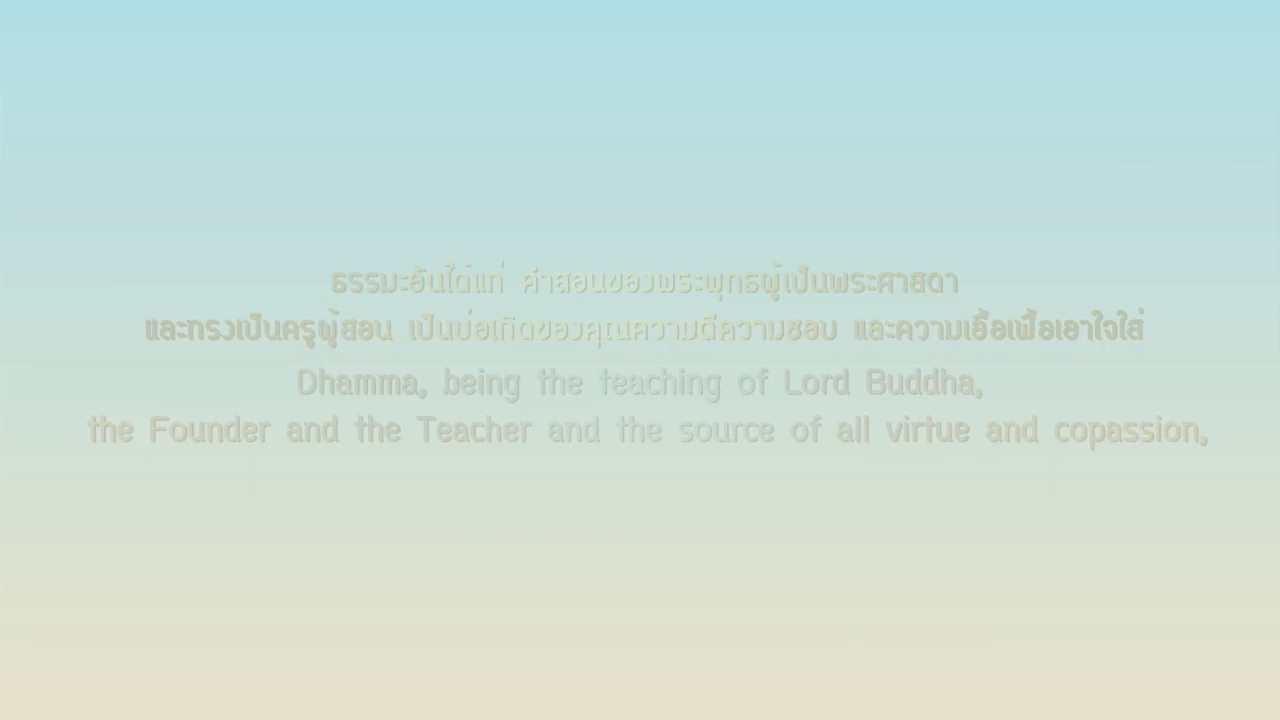 ธรรมะอันได้แก่ คำสอนของพระพุทธผู้เป็นพระศาสดา
และทรงเป็นครูผู้สอน เป็นบ่อเกิดของคุณความดีความชอบ และความเอื้อเฟื้อเอาใจใส่
Dhamma, being the teaching of Lord Buddha,
the Founder and the Teacher and the source of all virtue and copassion,